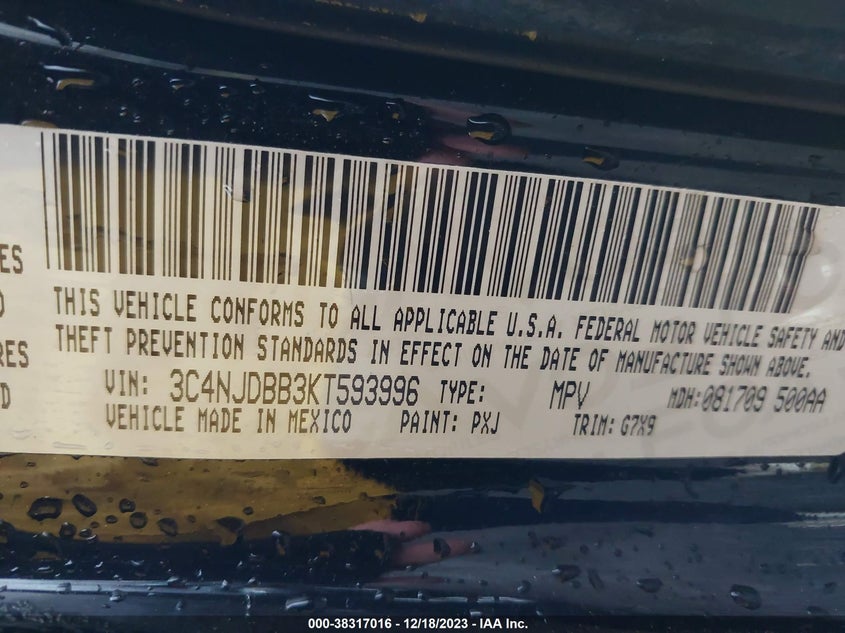 ES
THIS VEHICLE CONFORMS TO ALL APPLICABLE U.S.A. FEDERAL MOTOR VEHICLE SAFETY AND
THEFT PREVENTION STANDARDS IN EFFECT ON THE DATE OF MANUFACTURE SHOWN ABOVE.
RES
VIN: 3C4NJDBB3KT593996 TYPE: MPV MDH:081709 500AA
D
VEHICLE MADE IN MEXICO PAINT: PXJ TRIM: G7X9
000-38317016 - 12/18/2023 - IAA Inc.